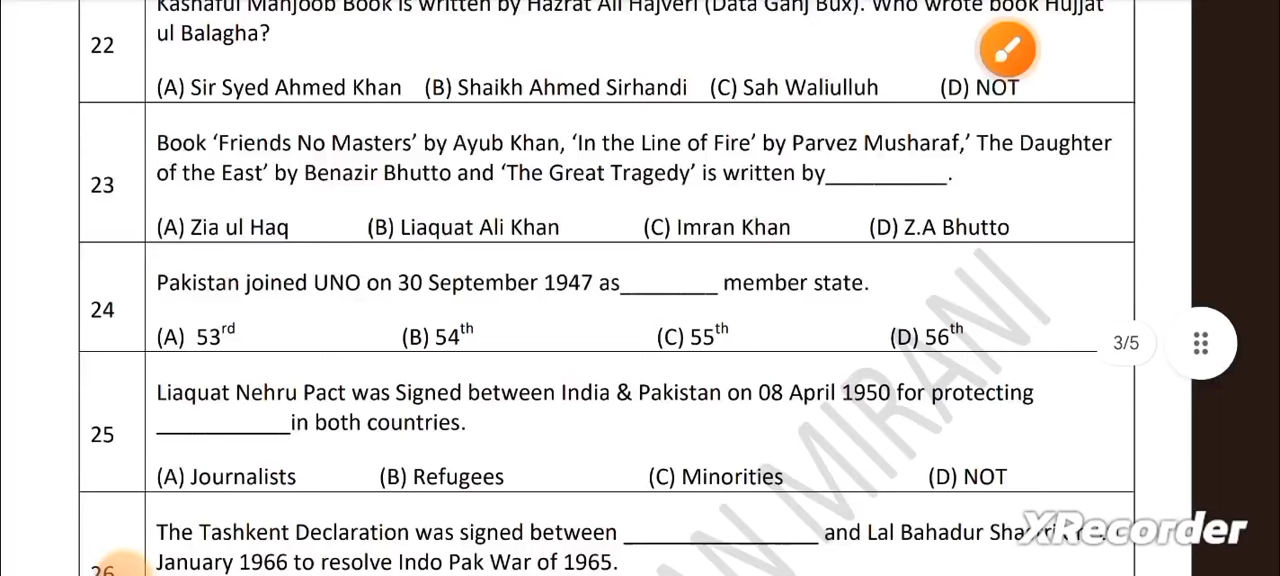 Kashaful Manjoob Book is written by Hazrat Ali Hajveri (Data Ganj Bux). Who wrote book Hujjat
22
ul Balagha?
(A) Sir Syed Ahmed Khan (B) Shaikh Ahmed Sirhandi (C) Sah Waliulluh (D) NOT
Book ‘Friends No Masters’ by Ayub Khan, ‘In the Line of Fire’ by Parvez Musharaf,’ The Daughter
23
of the East’ by Benazir Bhutto and ‘The Great Tragedy’ is written by__________.
(A) Zia ul Haq (B) Liaquat Ali Khan (C) Imran Khan (D) Z.A Bhutto
24
Pakistan joined UNO on 30 September 1947 as________ member state.
(A) 53rd (B) 54th (C) 55th (D) 56th
3/5
25
Liaquat Nehru Pact was Signed between India & Pakistan on 08 April 1950 for protecting
___________in both countries.
(A) Journalists (B) Refugees (C) Minorities (D) NOT
26
The Tashkent Declaration was signed between ________________ and Lal Bahadur
January 1966 to resolve Indo Pak War of 1965.
MIRANI
XRecorder